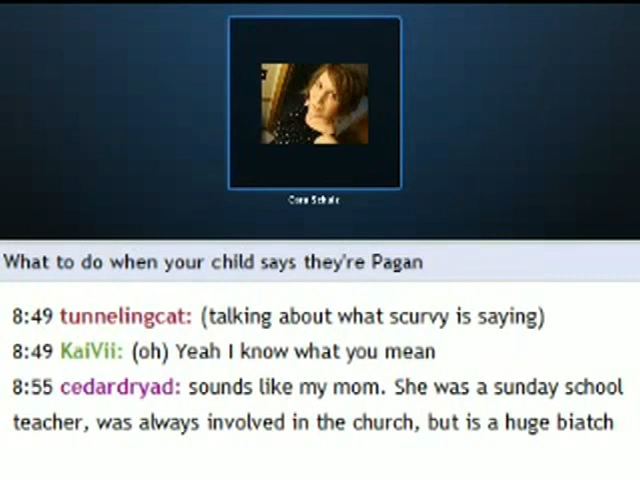 Cara Schulz
What to do when your child says they're Pagan
8:49 tunnelingcat: (talking about what scurvy is saying)
8:49 KaiVii: (oh) Yeah I know what you mean
8:55 cedardryad: sounds like my mom. She was a sunday school
teacher, was always involved in the church, but is a huge biatch